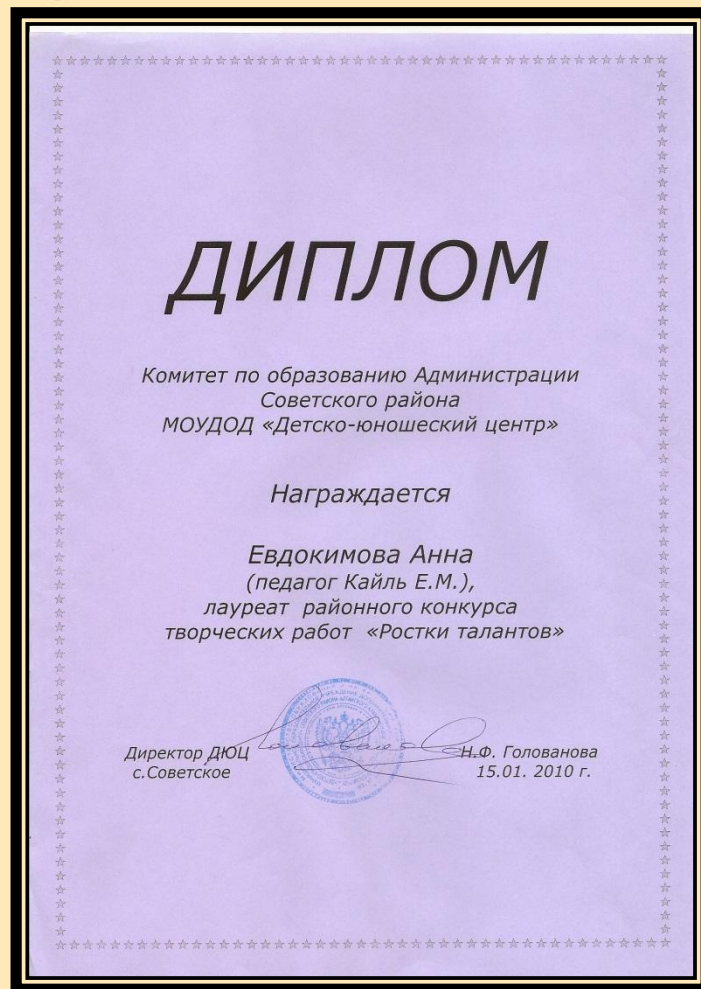 ДИПЛОМ
Комитет по образованию Администрации
Советского района
МОУДОД «Детско-юношеский центр»
Награждается
Евдокимова Анна
(педагог Кайль Е.М.),
лауреат районного конкурса
творческих работ «Ростки талантов»
Директор ДЮЦ Н.Ф. Голованова
с.Советское 15.01. 2010 г.